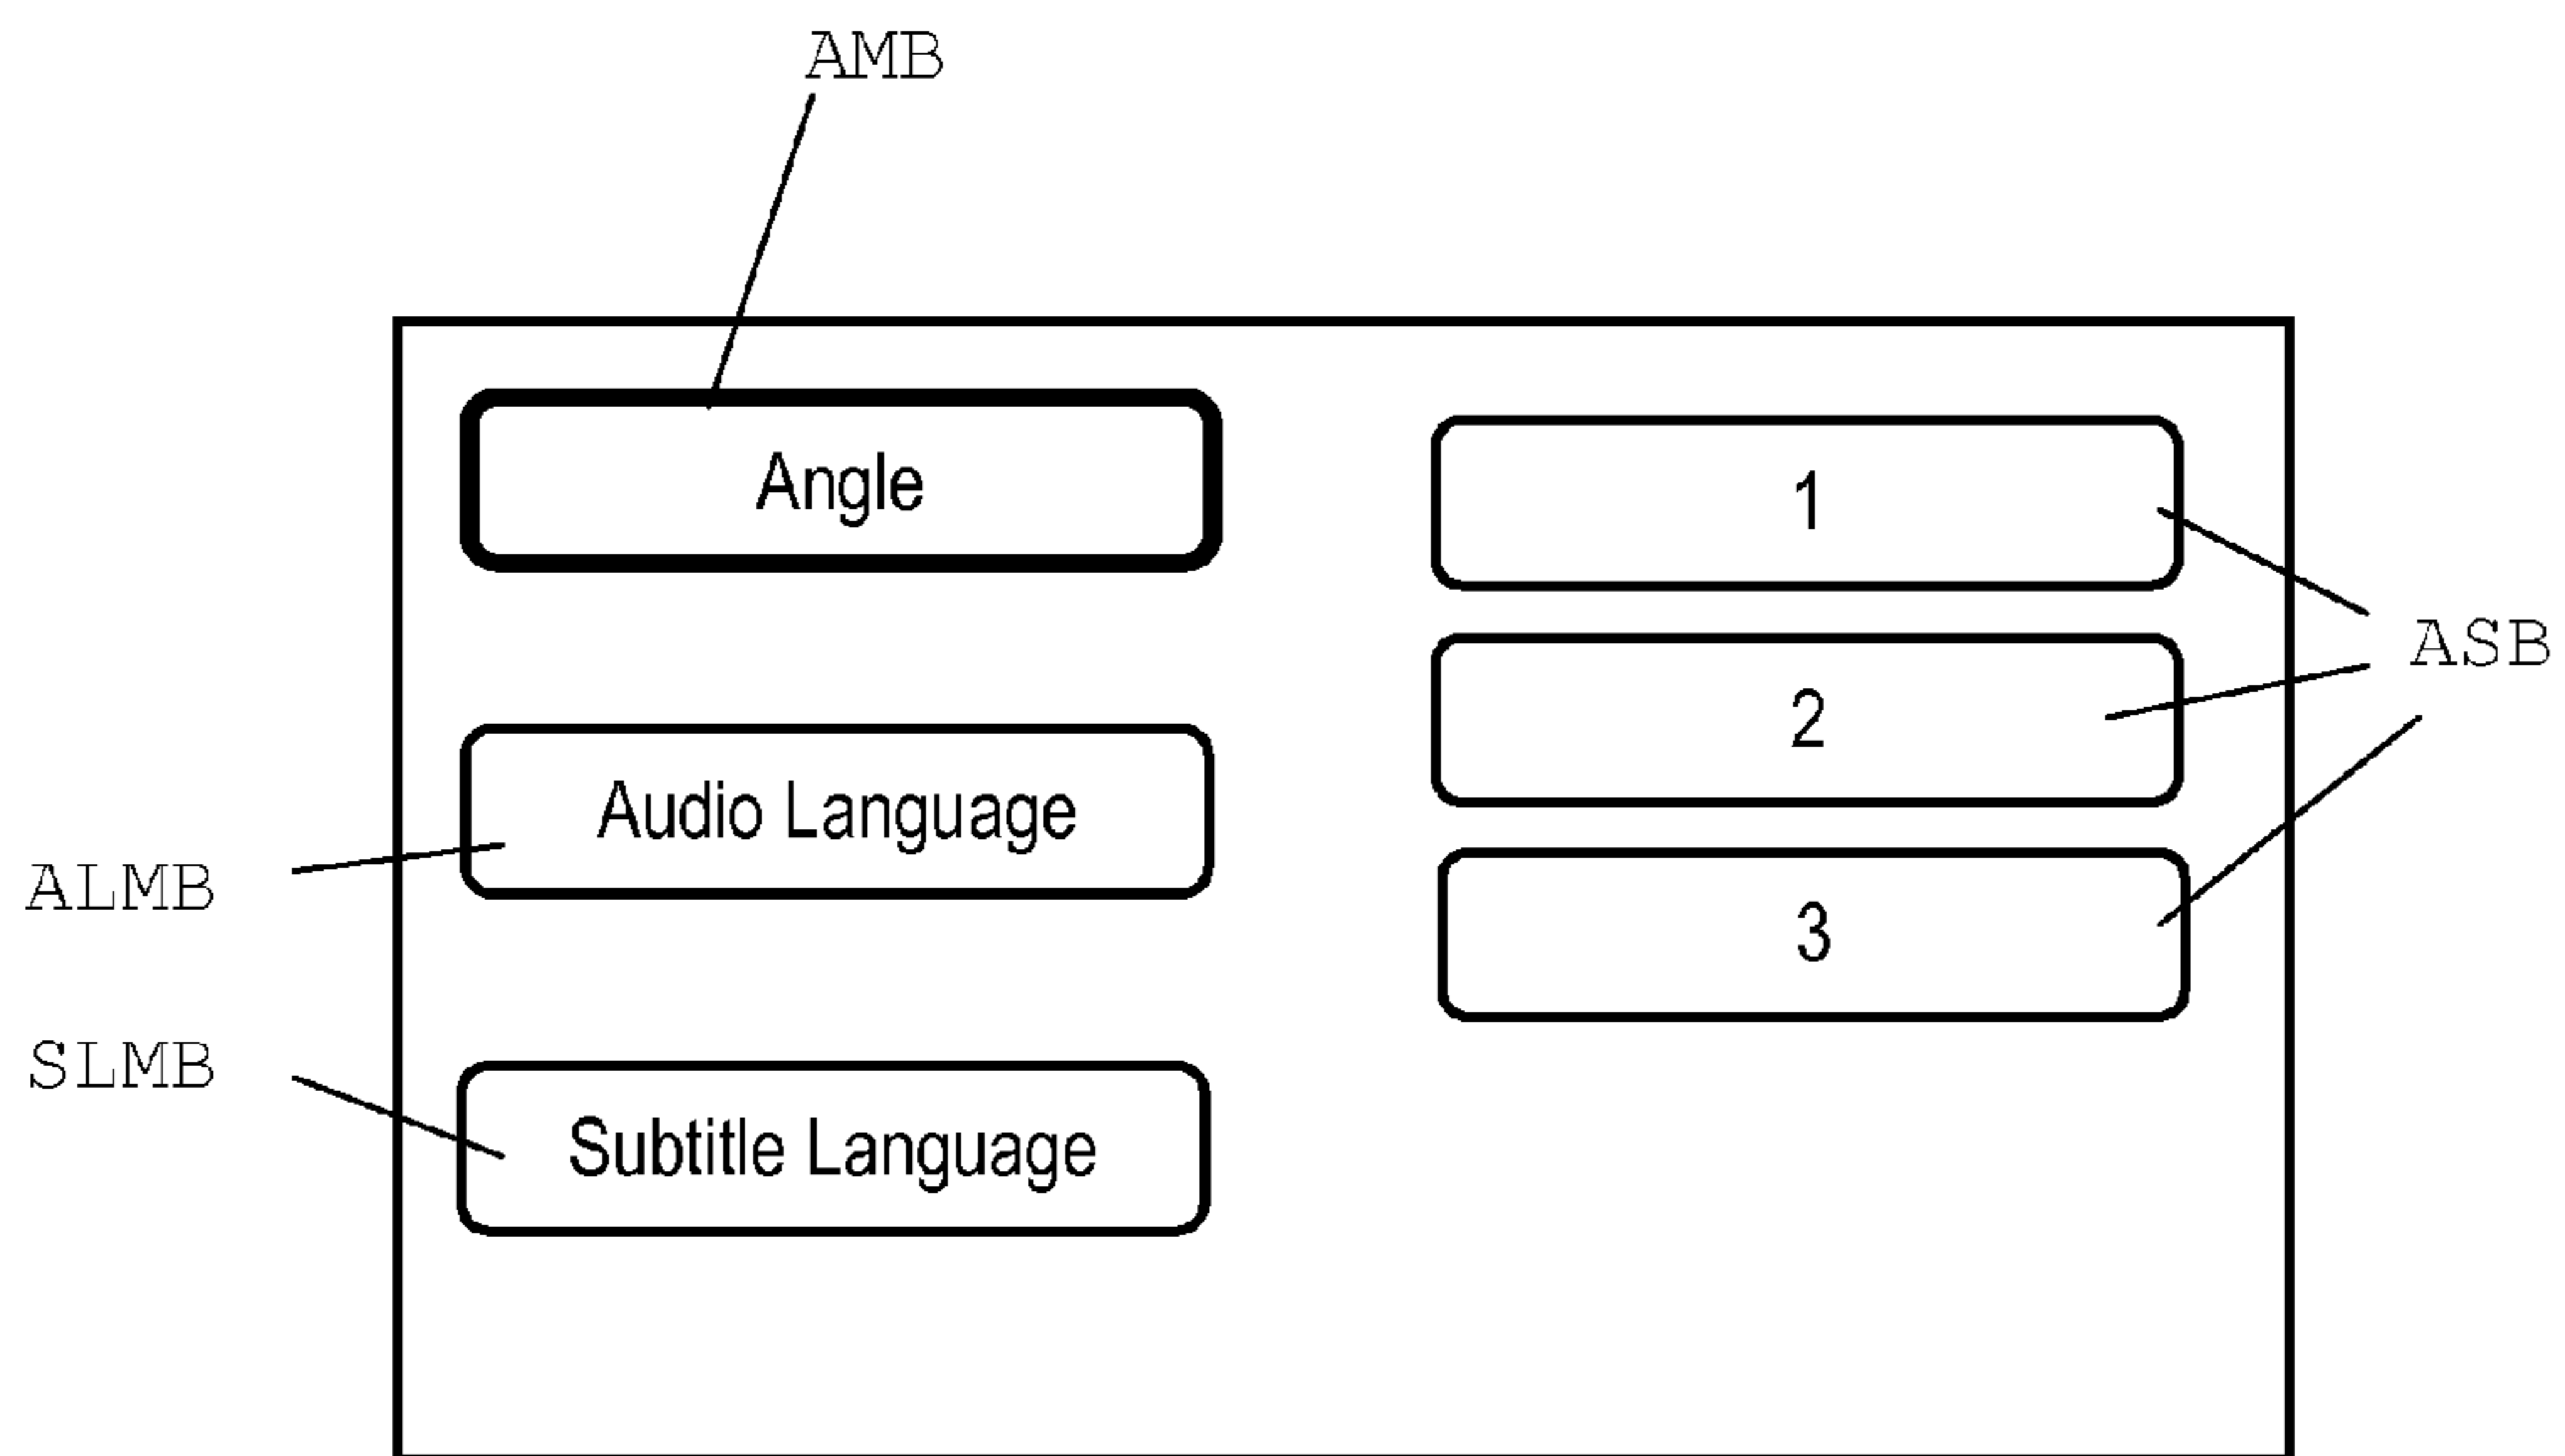 AMB
Angle
1
ASB
2
Audio Language
ALMB
3
SLMB
Subtitle Language